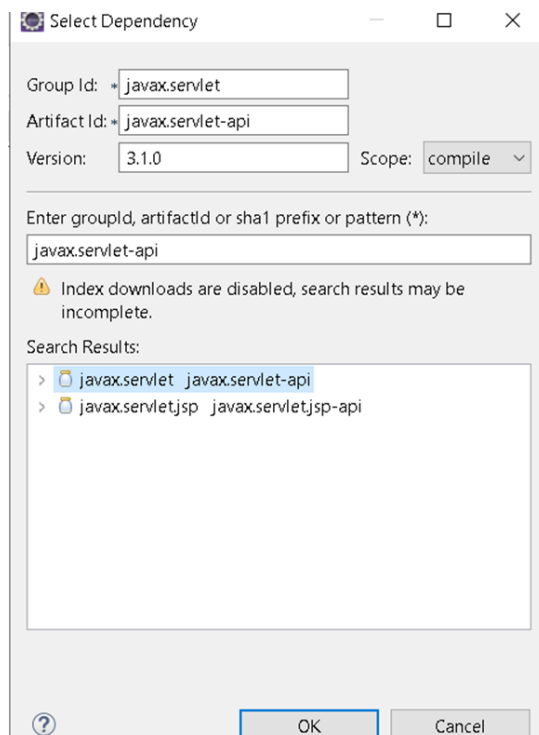 Select Dependency
Group Id: * javax.servlet
Artifact Id: * javax.servlet-api
Version: 3.1.0 Scope: compile
Enter groupId, artifactId or sha1 prefix or pattern (*):
javax.servlet-api
Index downloads are disabled, search results may be
incomplete.
Search Results:
javax.servlet javax.servlet-api
javax.servlet.jsp javax.servlet.jsp-api
? OK Cancel